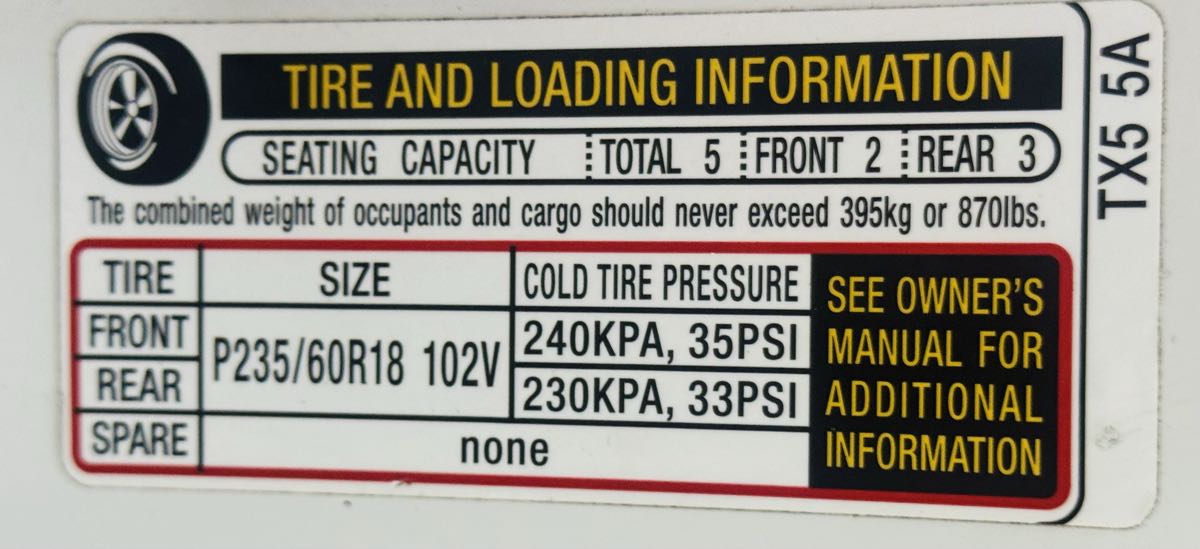 TIRE AND LOADING INFORMATION
SEATING CAPACITY TOTAL 5 FRONT 2 REAR 3
The combined weight of occupants and cargo should never exceed 395kg or 870lbs.
TIRE SIZE COLD TIRE PRESSURE
FRONT P235/60R18 102V 240KPA, 35PSI
REAR 230KPA, 33PSI
SPARE none
SEE OWNER'S
MANUAL FOR
ADDITIONAL
INFORMATION
TX5 5A